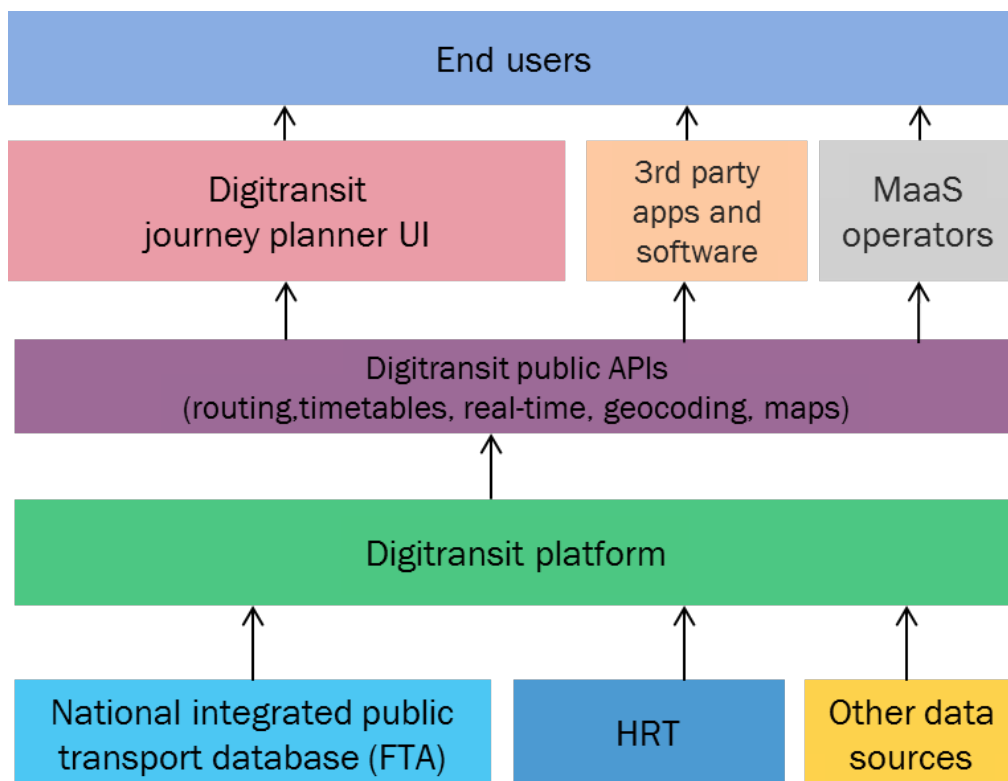 End users
Digitransit
journey planner UI
3rd party
apps and
software
MaaS
operators
Digitransit public APIs
(routing,timetables, real-time, geocoding, maps)
Digitransit platform
National integrated public
transport database (FTA)
HRT
Other data
sources